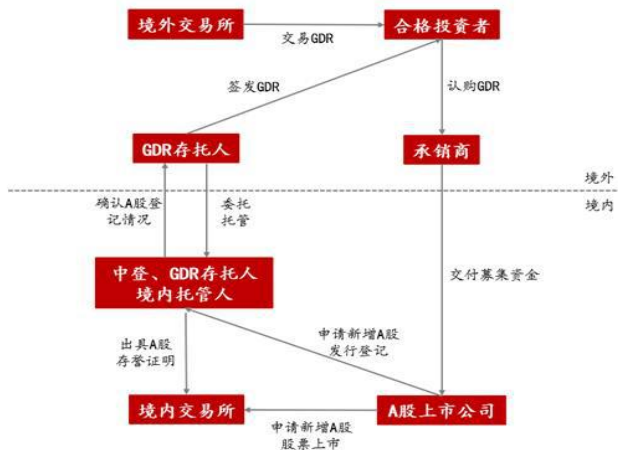 境外交易所
合格投资者
交易GDR
签发GDR
认购GDR
GDR存托人
承销商
境外
确认A股登
记情况
委托
托管
境内
中登、GDR存托人
境内托管人
交付募集资金
出具A股
存誉证明
申请新增A股
发行登记
境内交易所
A股上市公司
申请新增A股
股票上市